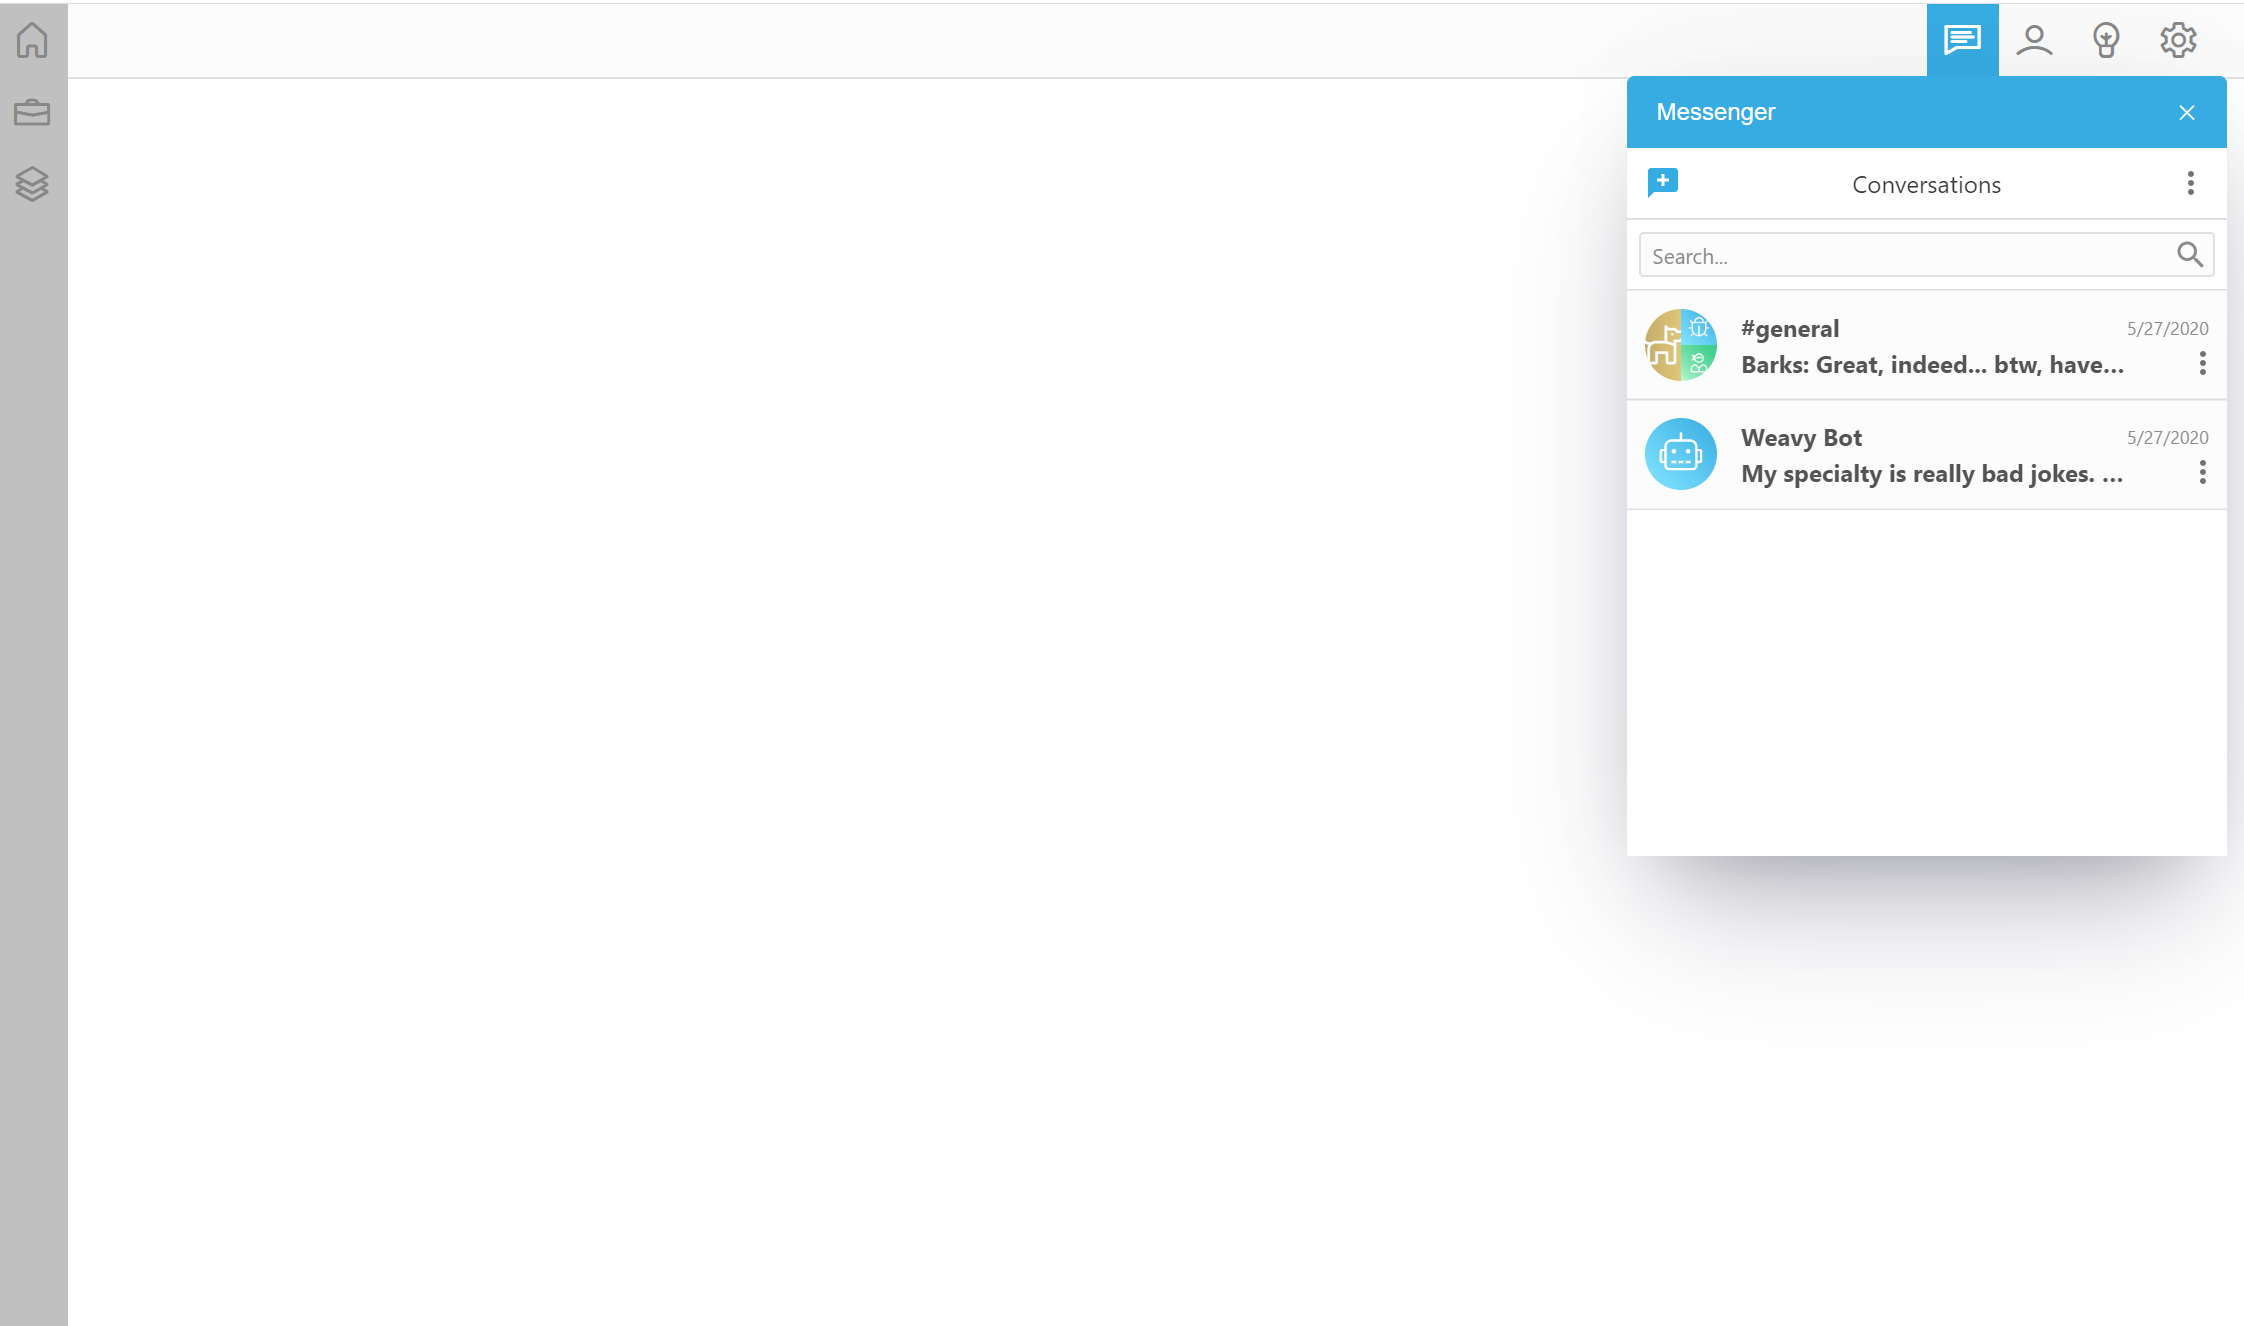 Messenger
Conversations
Search...
#general
5/27/2020
Barks: Great, indeed... btw, have...
Weavy Bot
5/27/2020
My specialty is really bad jokes. ...